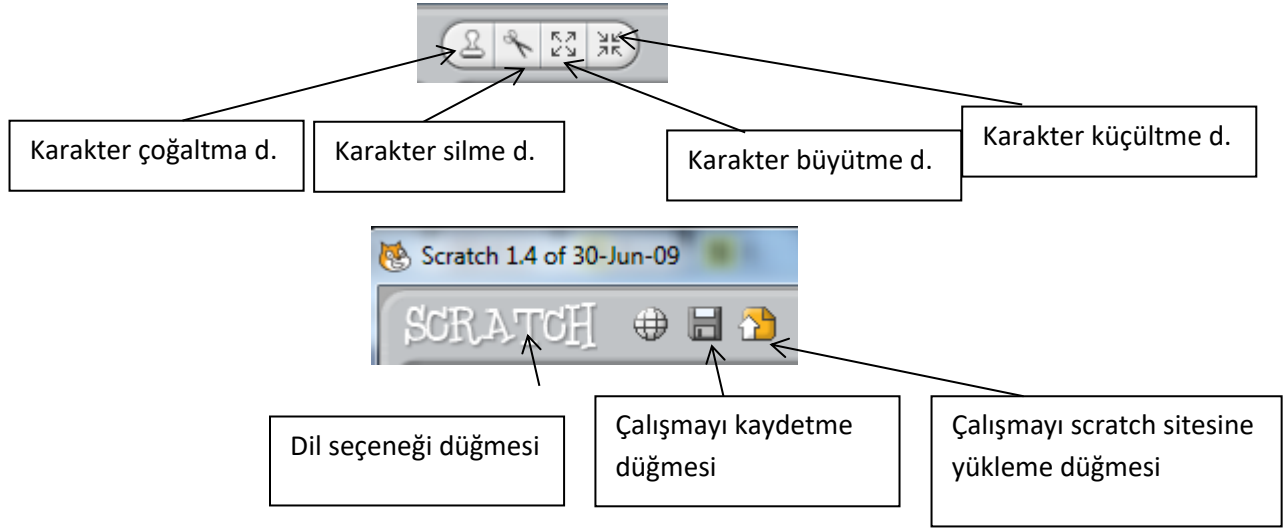 Karakter çoğaltma d.
Karakter silme d.
Karakter büyütme d.
Karakter küçültme d.
Scratch 1.4 of 30-Jun-09
SCRATCH
Dil seçeneği düğmesi
Çalışmayı kaydetme
düğmesi
Çalışmayı scratch sitesine
yükleme düğmesi